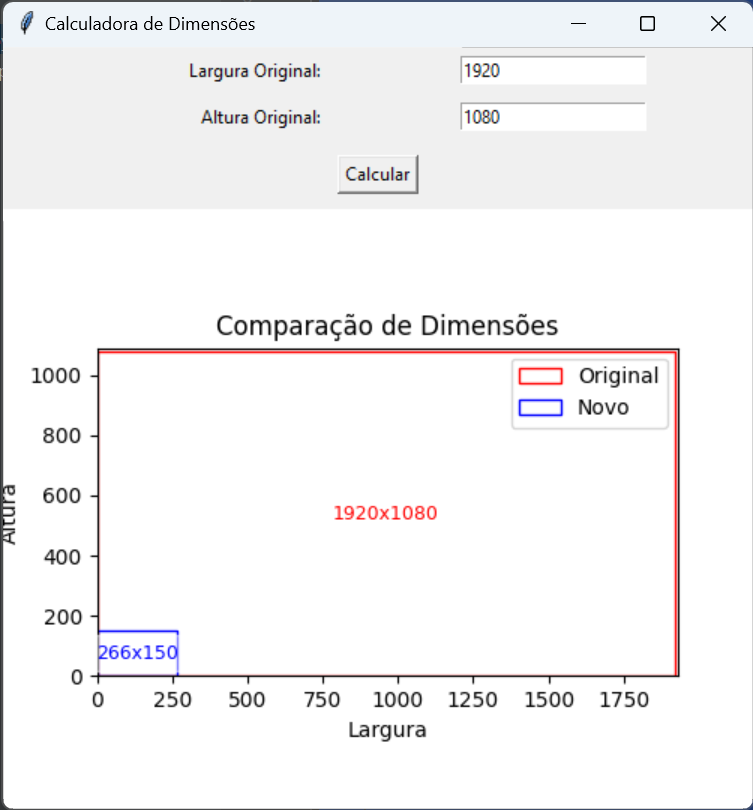 Calculadora de Dimensões
Largura Original: 1920
Altura Original: 1080
Calcular
Comparação de Dimensões
Original
Novo
1000
800
600
400
200
0
Altura
1920x1080
266x150
0 250 500 750 1000 1250 1500 1750
Largura